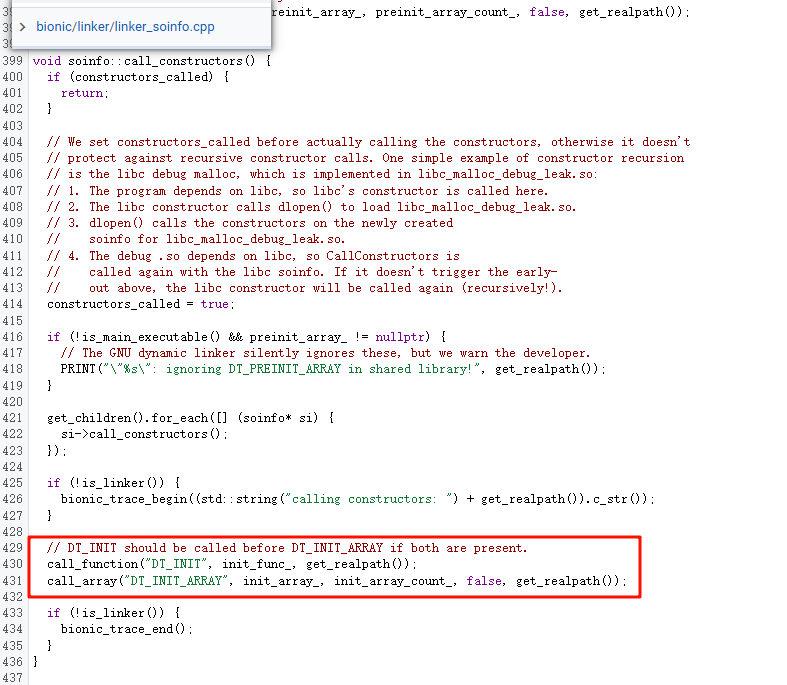 39 reinit_array_, preinit_array_count_, false, get_realpath());
39 > bionic/linker/linker_soinfo.cpp
39
399 void soinfo::call_constructors() {
400   if (constructors_called) {
401     return;
402   }
403
404   // We set constructors_called before actually calling the constructors, otherwise it doesn't
405   // protect against recursive constructor calls. One simple example of constructor recursion
406   // is the libc debug malloc, which is implemented in libc_malloc_debug_leak.so:
407   // 1. The program depends on libc, so libc's constructor is called here.
408   // 2. The libc constructor calls dlopen() to load libc_malloc_debug_leak.so.
409   // 3. dlopen() calls the constructors on the newly created
410   //    soinfo for libc_malloc_debug_leak.so.
411   // 4. The debug .so depends on libc, so CallConstructors is
412   //    called again with the libc soinfo. If it doesn't trigger the early-
413   //    out above, the libc constructor will be called again (recursively!).
414   constructors_called = true;
415
416   if (!is_main_executable() && preinit_array_ != nullptr) {
417     // The GNU dynamic linker silently ignores these, but we warn the developer.
418     PRINT("\"%s\": ignoring DT_PREINIT_ARRAY in shared library!", get_realpath());
419   }
420
421   get_children().for_each([] (soinfo* si) {
422     si->call_constructors();
423   });
424
425   if (!is_linker()) {
426     bionic_trace_begin((std::string("calling constructors: ") + get_realpath()).c_str());
427   }
428
429   // DT_INIT should be called before DT_INIT_ARRAY if both are present.
430   call_function("DT_INIT", init_func_, get_realpath());
431   call_array("DT_INIT_ARRAY", init_array_, init_array_count_, false, get_realpath());
432
433   if (!is_linker()) {
434     bionic_trace_end();
435   }
436 }
437